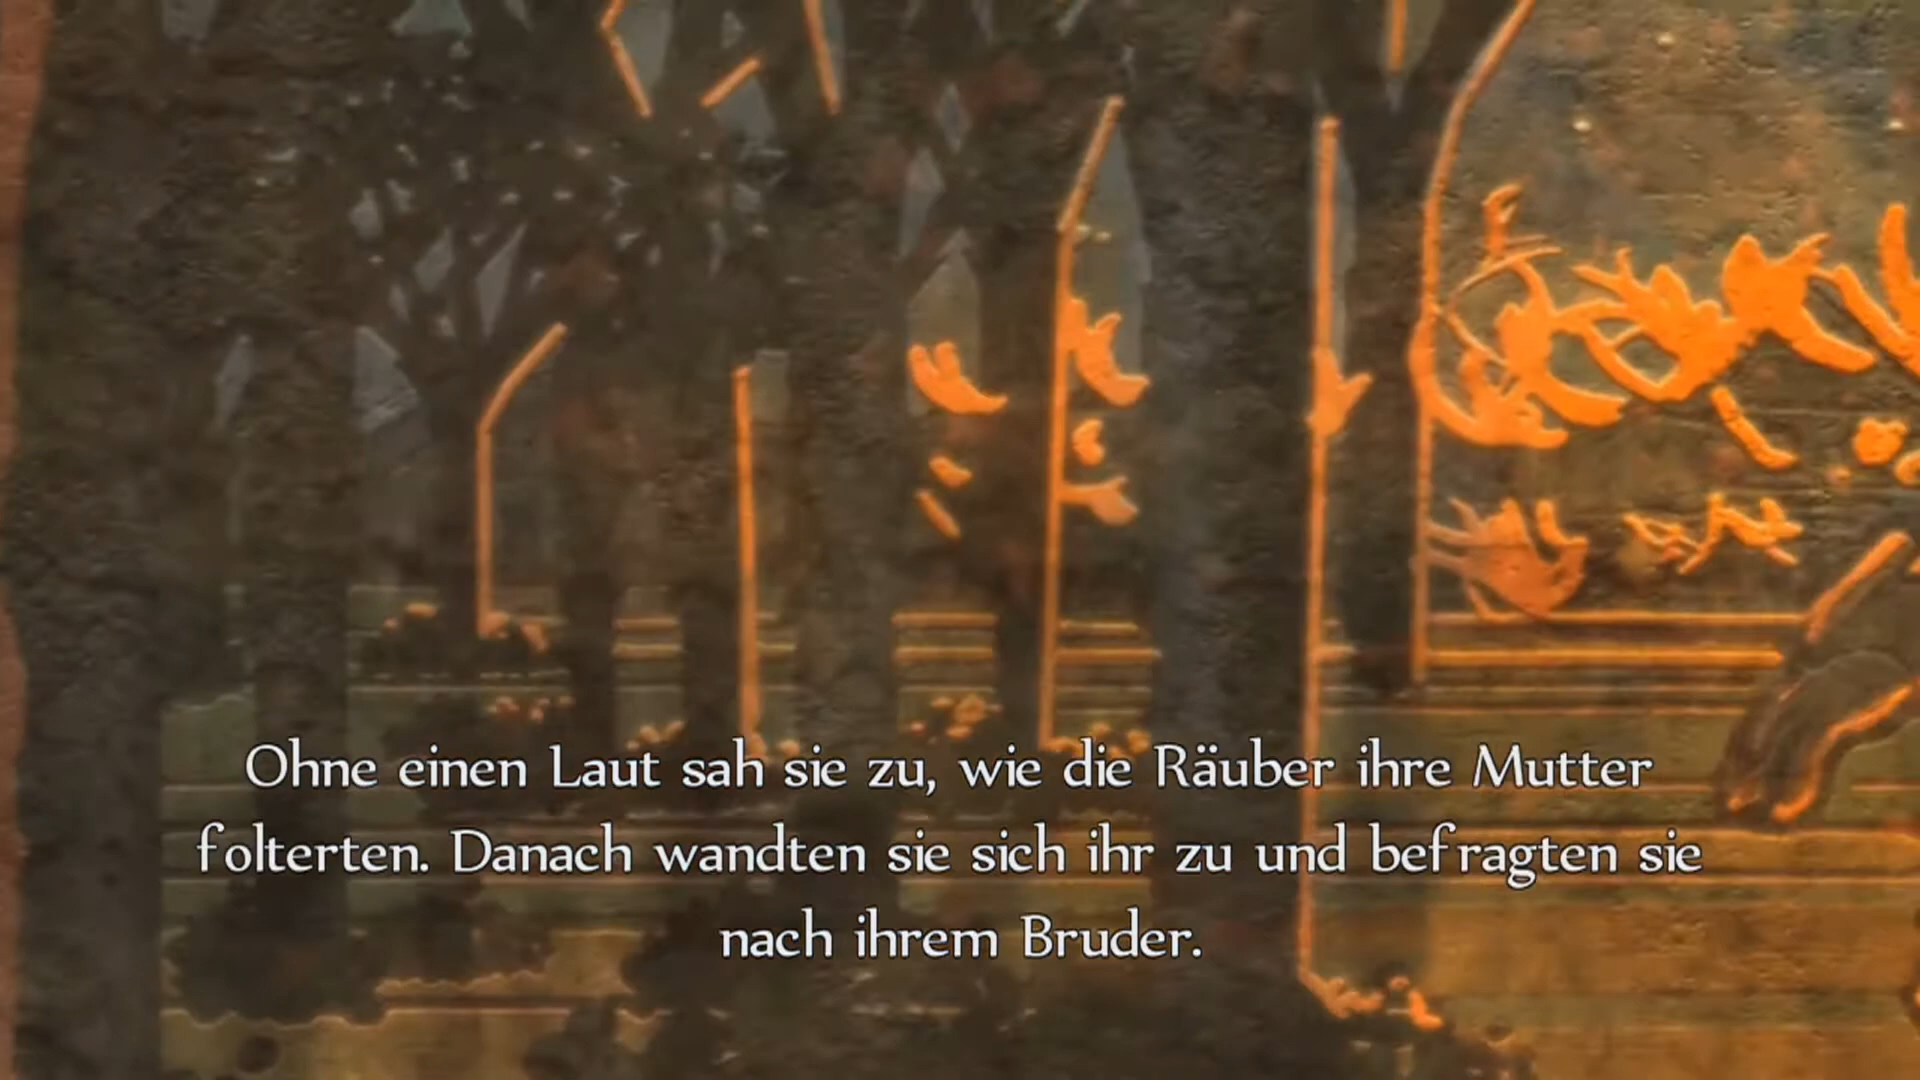 Ohne einen Laut sah sie zu, wie die Räuber ihre Mutter
folterten. Danach wandten sie sich ihr zu und befragten sie
nach ihrem Bruder.